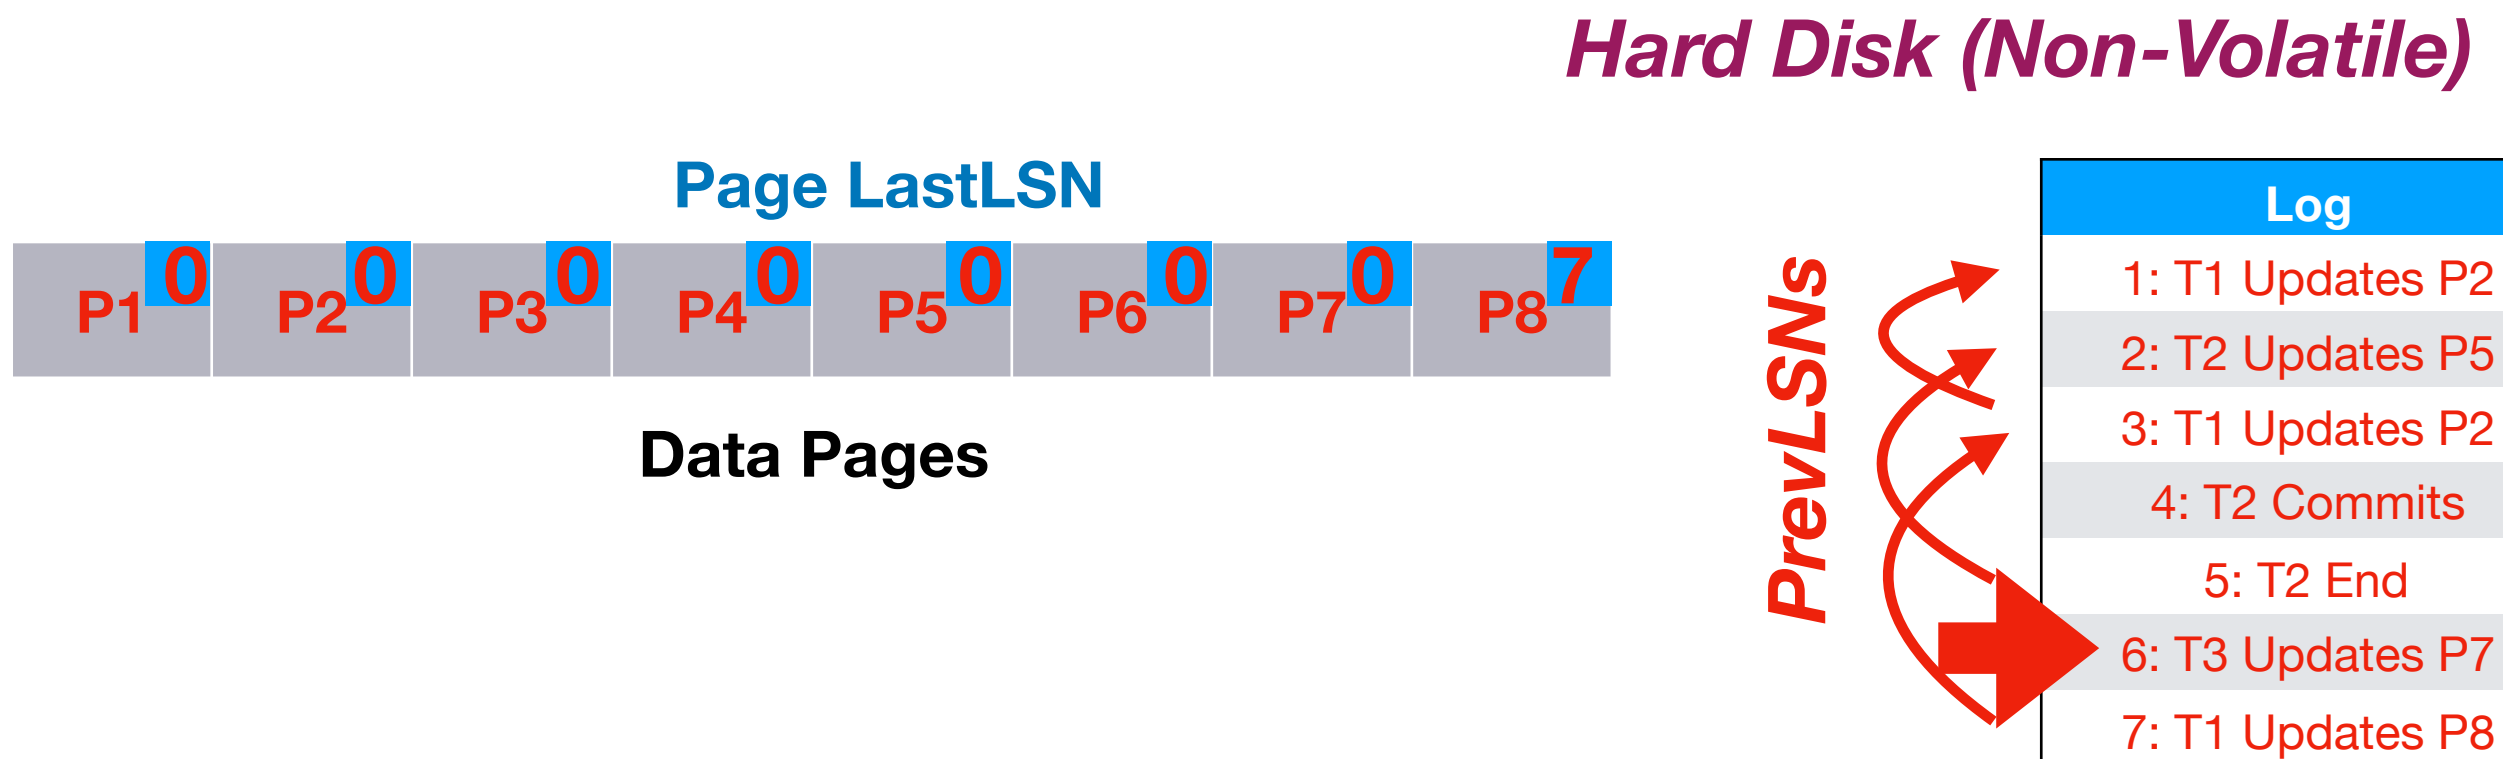 Hard Disk (Non-Volatile)
Page LastLSN
P1 0 P2 0 P3 0 P4 0 P5 0 P6 0 P7 0 P8 7
Data Pages
PrevLSNs
Log
1: T1 Updates P2
2: T2 Updates P5
3: T1 Updates P2
4: T2 Commits
5: T2 End
6: T3 Updates P7
7: T1 Updates P8